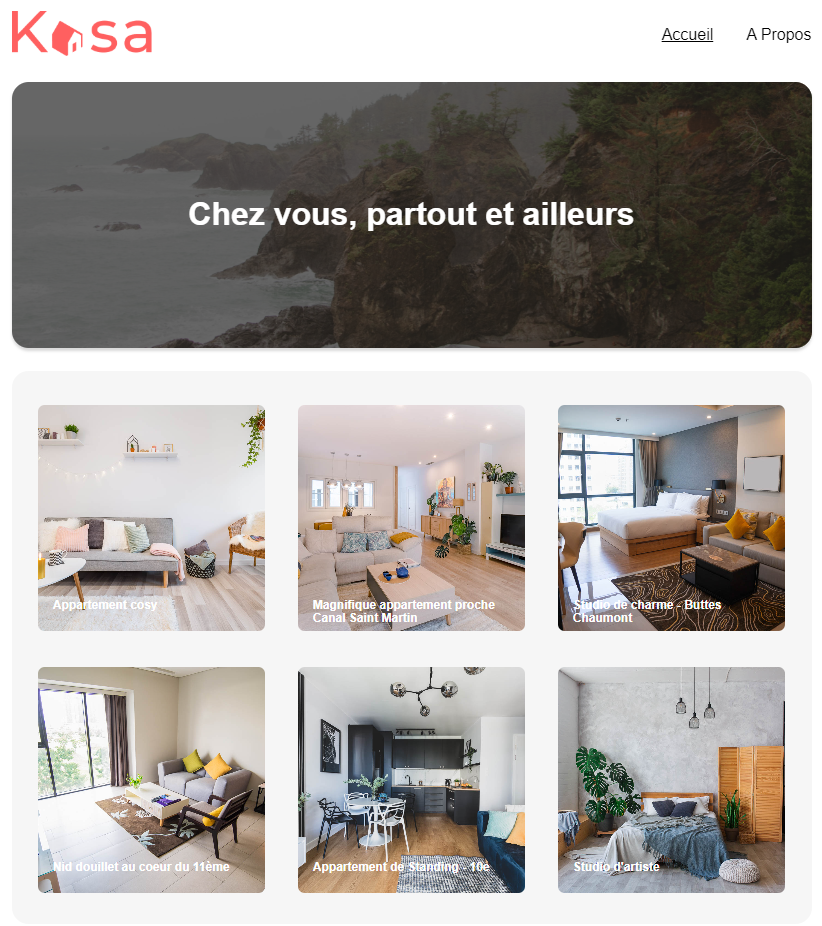 Kasa
Accueil
A Propos
Chez vous, partout et ailleurs
Appartement cosy
Magnifique appartement proche
Canal Saint Martin
Studio de charme - Buttes
Chaumont
Nid douillet au coeur du 11ème
Appartement de Standing - 10e
Studio d'artiste